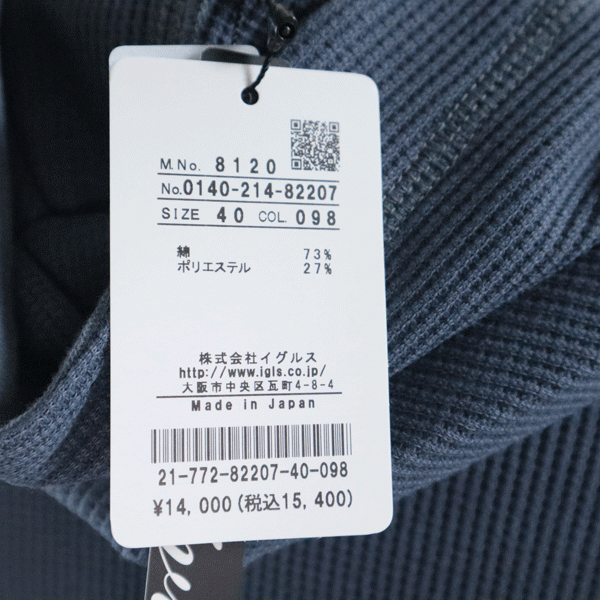 M.No. 8120
No.0140-214-82207
SIZE 40 COL. 098
綿 73%
ポリエステル 27%
株式会社イグルス
http://www.igls.co.jp/
大阪市中央区瓦町4-8-4
Made in Japan
21-772-82207-40-098
¥14,000(税込15,400)